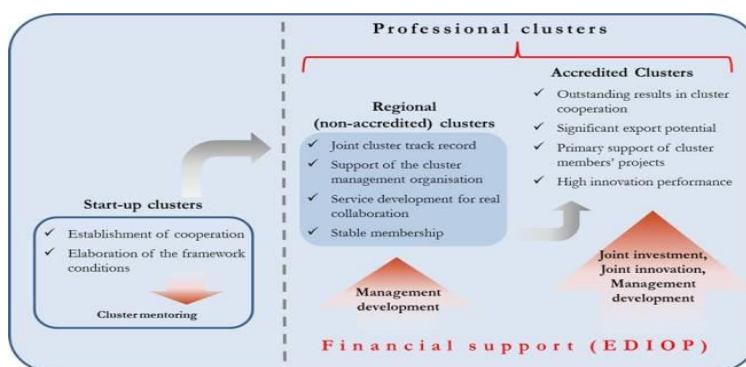 Professional clusters
Accredited Clusters
✓ Outstanding results in cluster
cooperation
✓ Significant export potential
✓ Primary support of cluster
members' projects
✓ High innovation performance
Regional
(non-accredited) clusters
✓ Joint cluster track record
✓ Support of the cluster
management organisation
✓ Service development for real
collaboration
✓ Stable membership
Start-up clusters
✓ Establishment of cooperation
✓ Elaboration of the framework
conditions
Cluster mentoring
Management
development
Joint investment,
Joint innovation,
Management
development
Financial support (EDIOP)